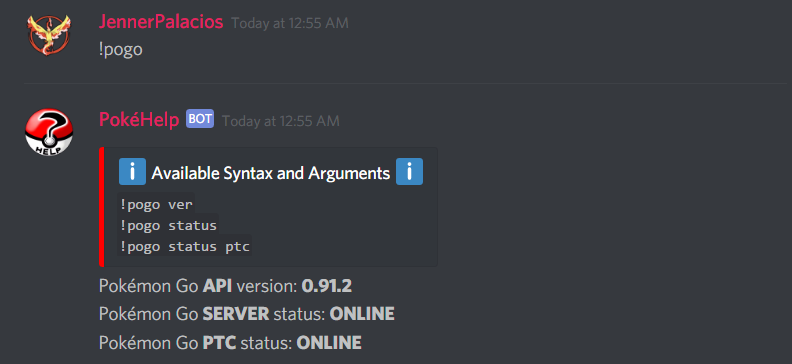 JennerPalacios Today at 12:55 AM
!pogo
PokéHelp BOT Today at 12:55 AM
HELP
i Available Syntax and Arguments i
!pogo ver
!pogo status
!pogo status ptc
Pokémon Go API version: 0.91.2
Pokémon Go SERVER status: ONLINE
Pokémon Go PTC status: ONLINE